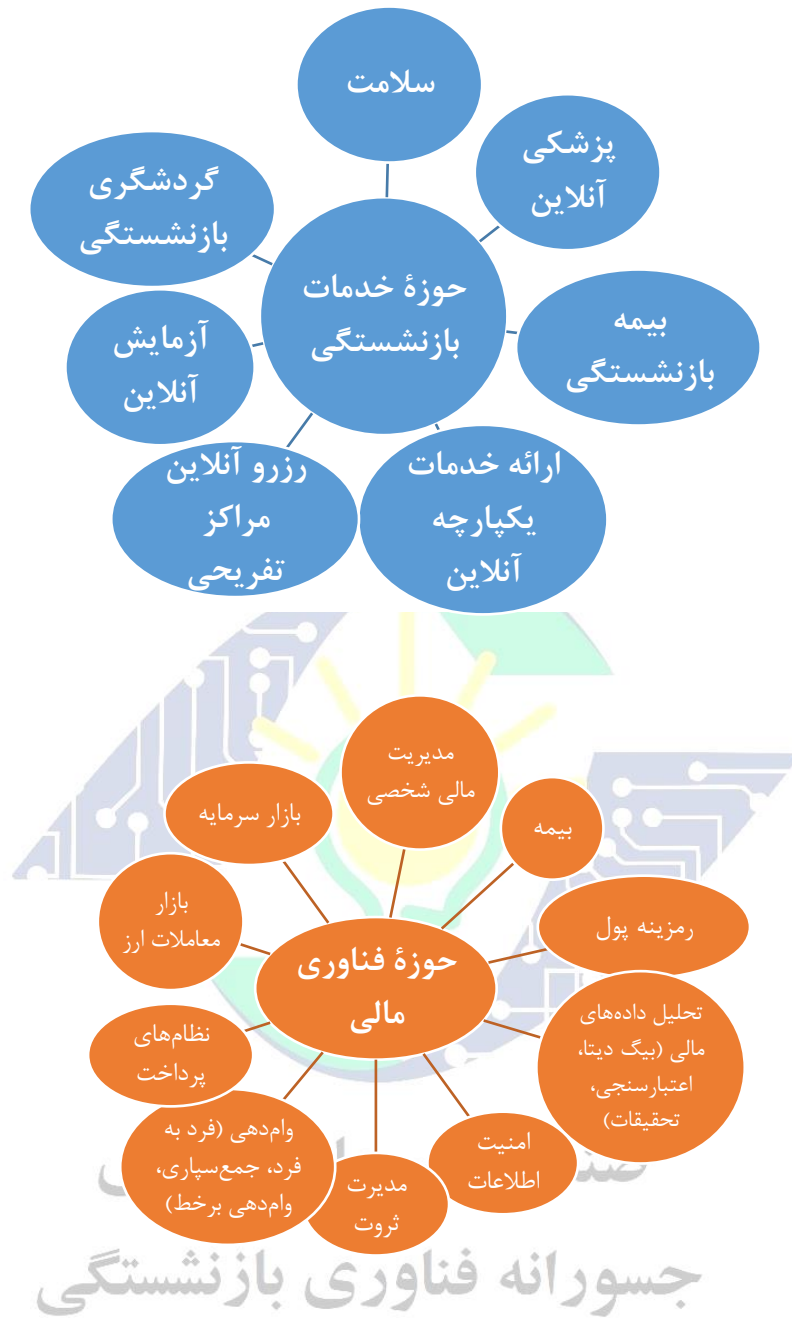 سلامت
پزشکی
آنلاین
گردشگری
بازنشستگی
حوزهٔ خدمات
بازنشستگی
بیمه
بازنشستگی
آزمایش
آنلاین
ارائه خدمات
یکپارچه
آنلاین
رزرو آنلاین
مراکز
تفریحی
مدیریت
مالی شخصی
بیمه
بازار سرمایه
رمزینه پول
بازار
معاملات ارز
حوزهٔ فناوری
مالی
تحلیل داده‌های
مالی (بیگ دیتا،
اعتبارسنجی،
تحقیقات)
نظام‌های
پرداخت
وام‌دهی (فرد به
فرد، جمع‌سپاری،
وام‌دهی برخط)
امنیت
اطلاعات
مدیرت
ثروت
جسورانه فناوری بازنشستگی